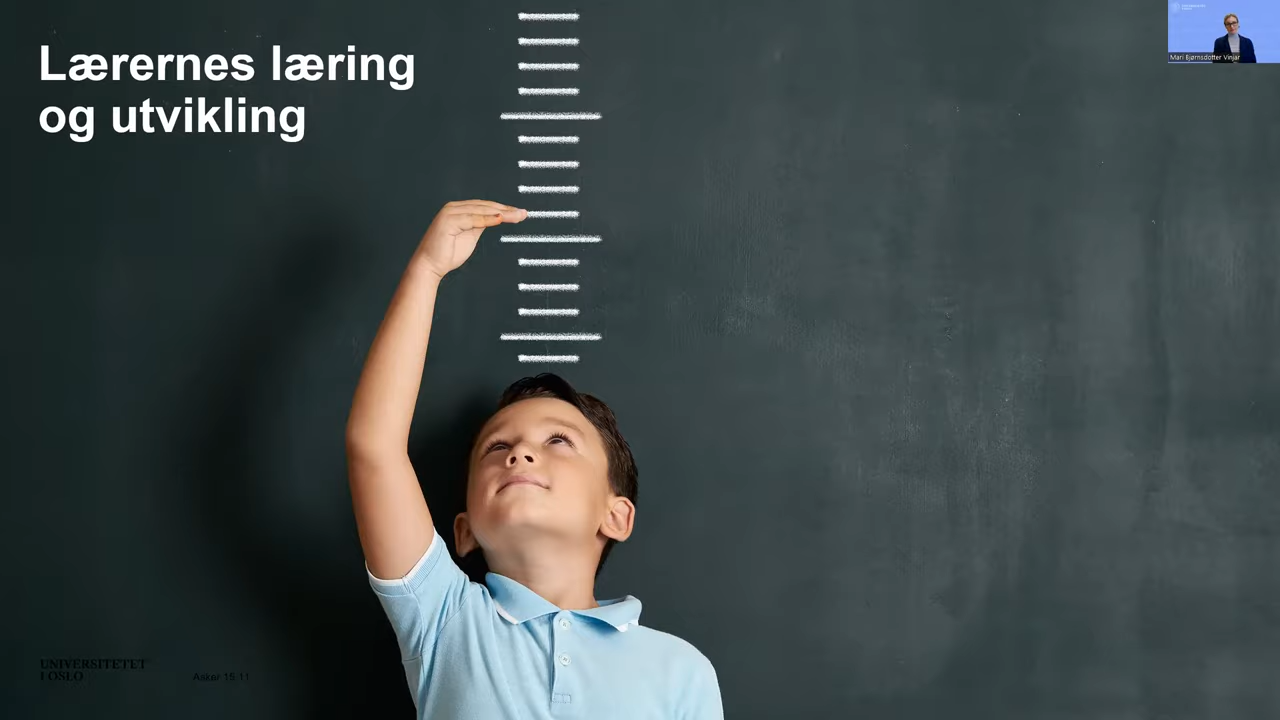 Lærernes læring
og utvikling
Mari Bjørnsdotter Vinjar
UNIVERSITETET
I OSLO
Asker 15.11